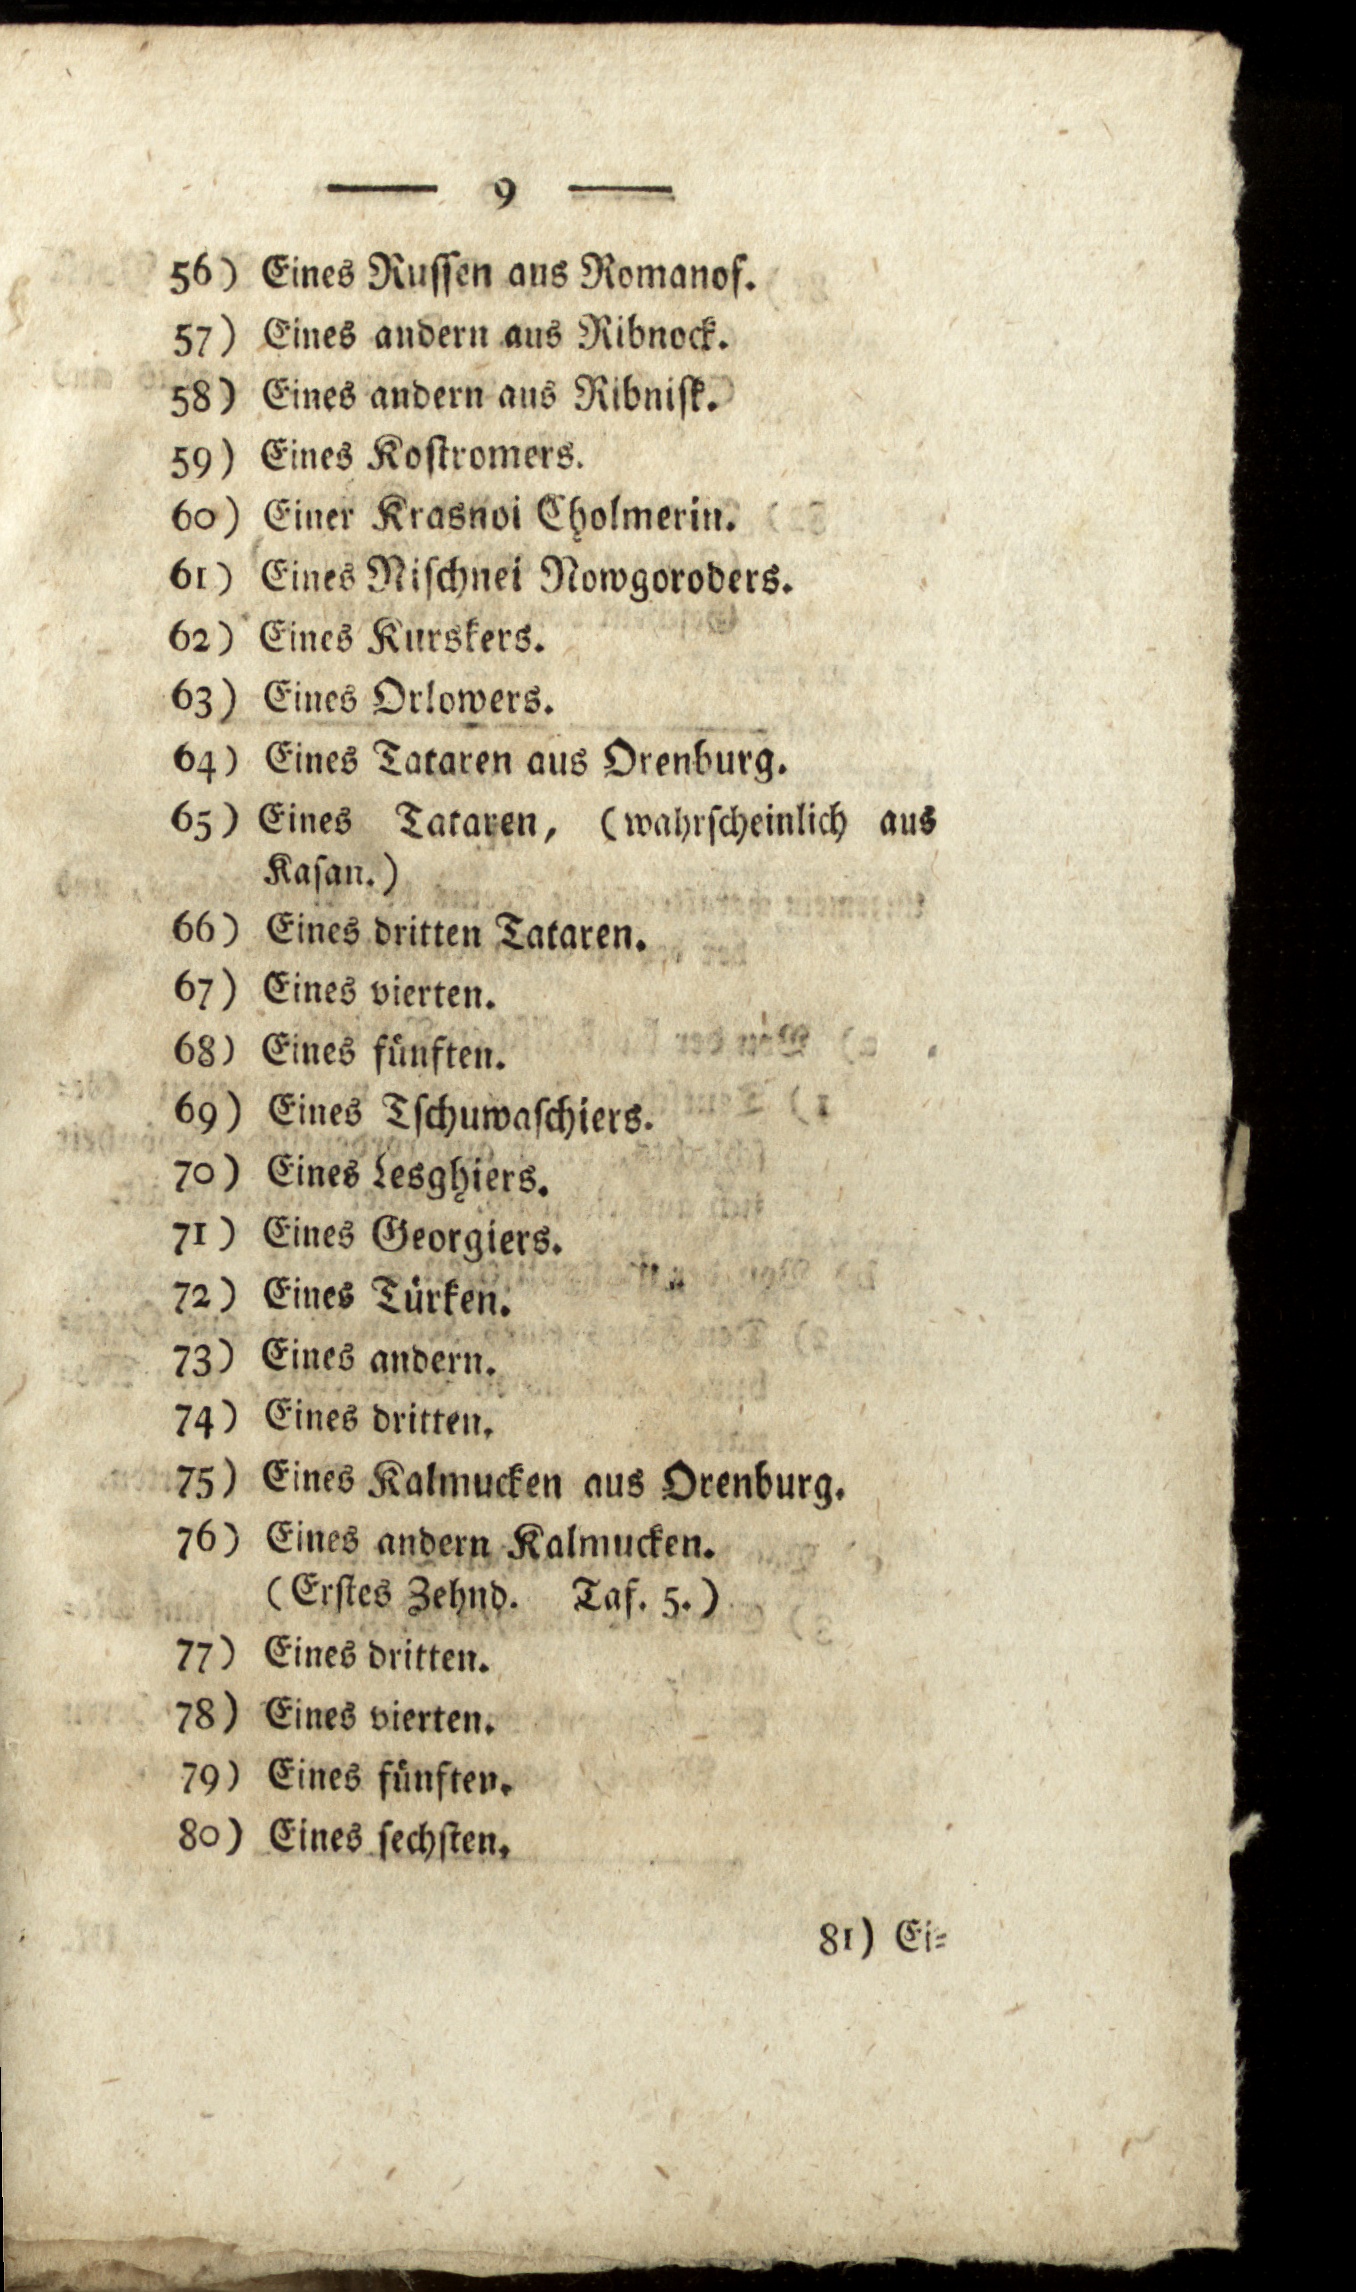 — 9 —
56) Eines Ruſſen aus Romanof.
57) Eines andern aus Ribnock.
58) Eines andern aus Ribniſk.
59) Eines Koſtromers.
60) Einer Krasnoi Cholmerin.
61) Eines Niſchnei Nowgoroders.
62) Eines Kurskers.
63) Eines Orlowers.
64) Eines Tataren aus Orenburg.
65) Eines Tataren, (wahrſcheinlich aus
Kaſan.)
66) Eines dritten Tataren.
67) Eines vierten.
68) Eines fünften.
69) Eines Tſchuwaſchiers.
70) Eines Lesghiers.
71) Eines Georgiers.
72) Eines Türken.
73) Eines andern.
74) Eines dritten.
75) Eines Kalmucken aus Orenburg.
76) Eines andern Kalmucken.
(Erſtes Zehnd. Taf. 5.)
77) Eines dritten.
78) Eines vierten.
79) Eines fünften.
80) Eines ſechſten.
81) Ei⸗